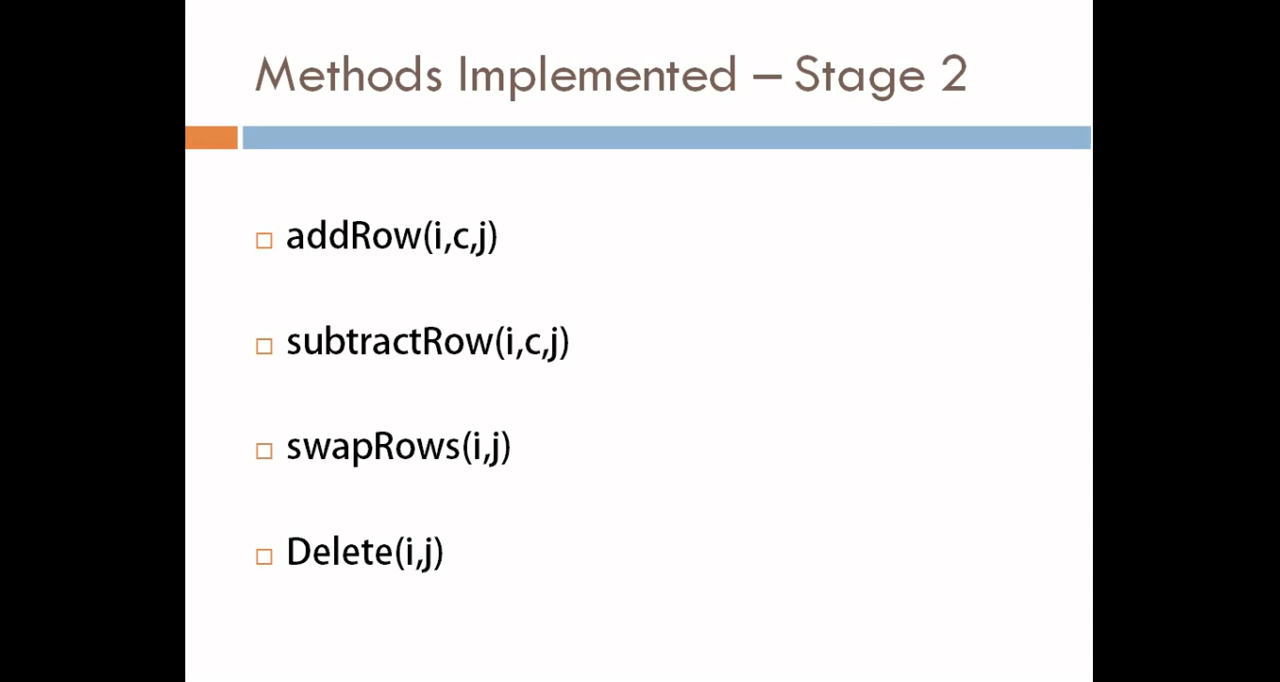 Methods Implemented – Stage 2
addRow(i,c,j)
subtractRow(i,c,j)
swapRows(i,j)
Delete(i,j)